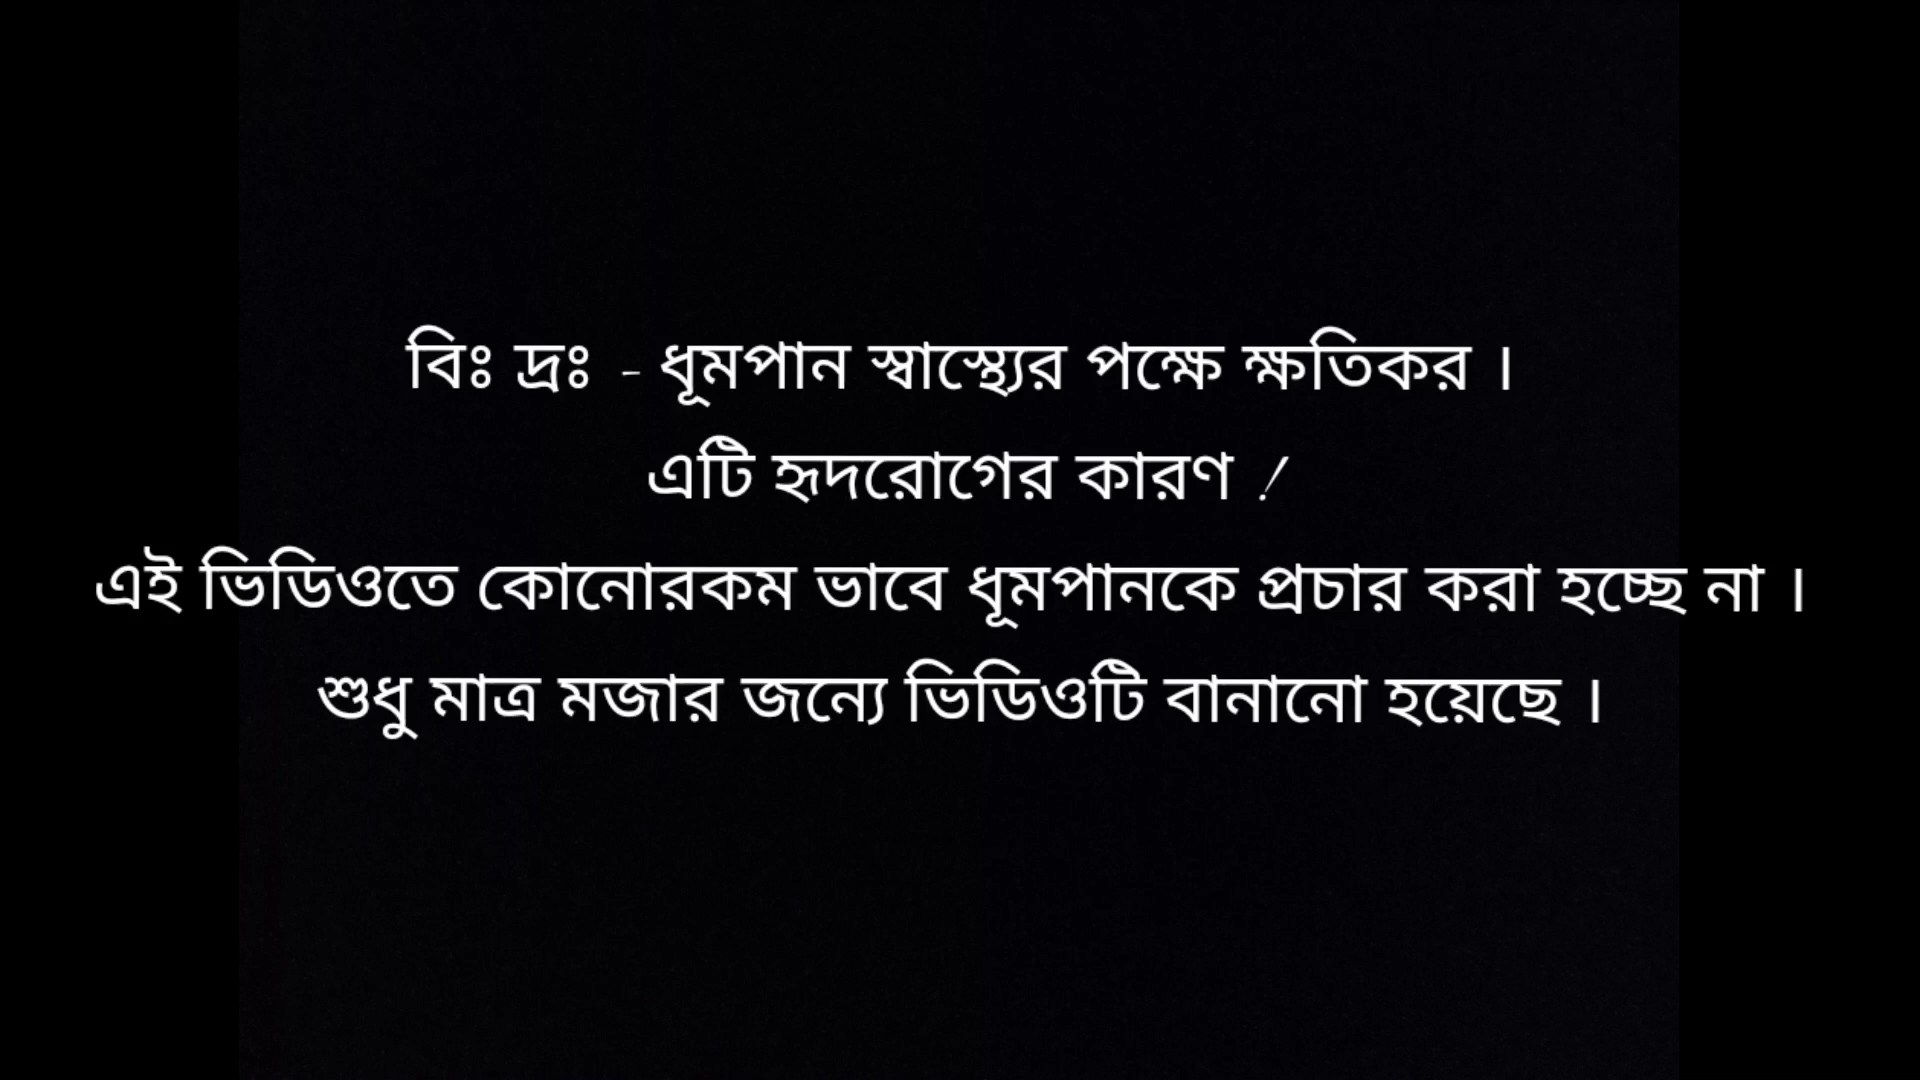 বিঃ দ্রঃ - ধূমপান স্বাস্থ্যের পক্ষে ক্ষতিকর ।
এটি হৃদরোগের কারণ !
এই ভিডিওতে কোনোরকম ভাবে ধূমপানকে প্রচার করা হচ্ছে না ।
শুধু মাত্র মজার জন্যে ভিডিওটি বানানো হয়েছে ।